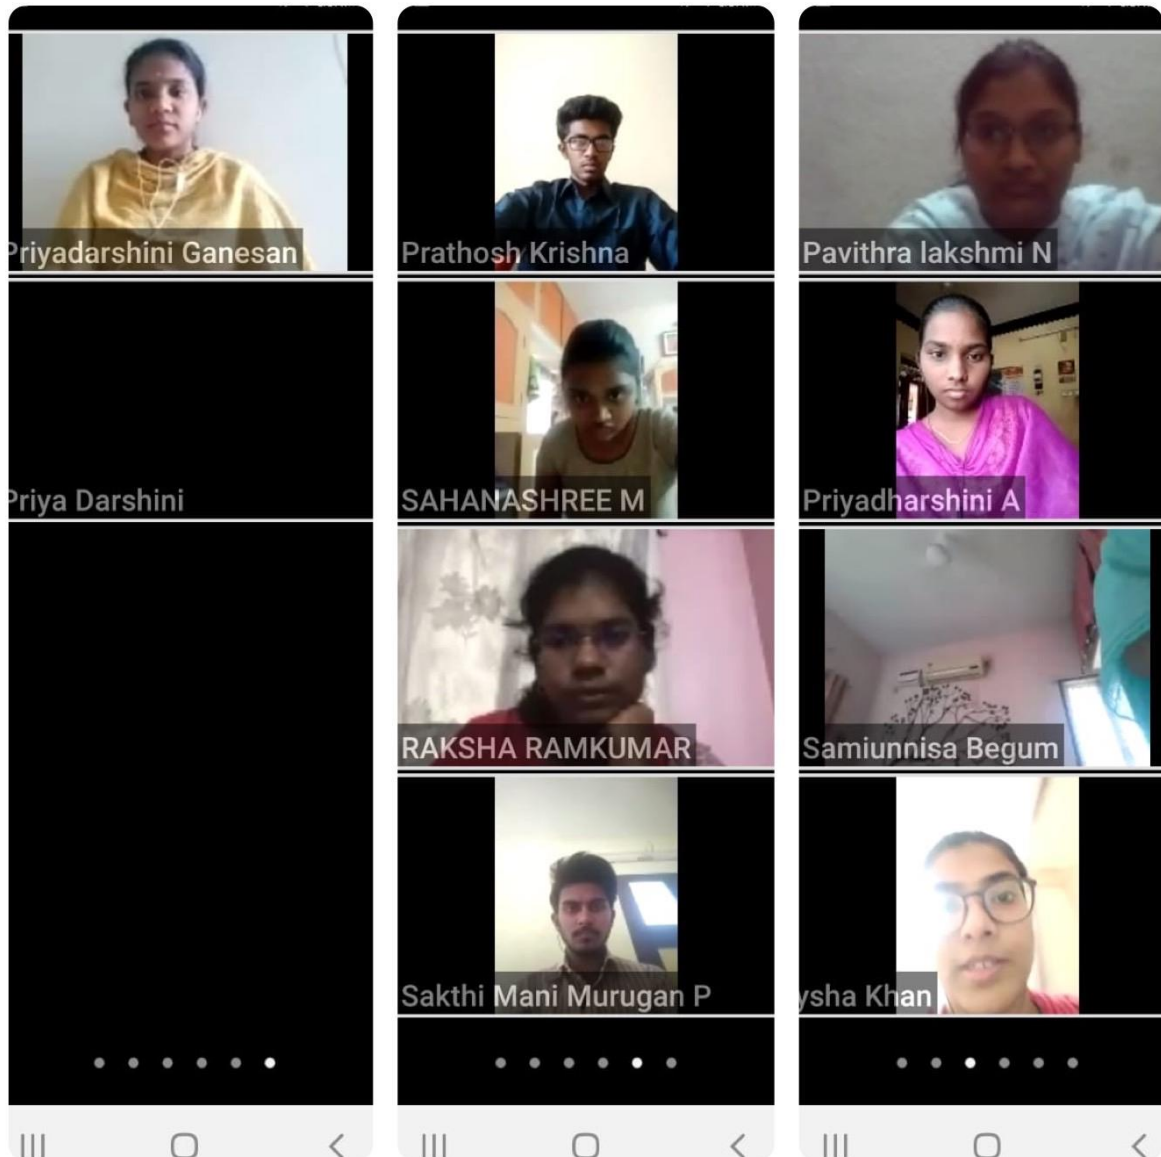 Priyadarshini Ganesan
Priya Darshini
Prathosh Krishna
SAHANASHREE M
RAKSHA RAMKUMAR
Sakthi Mani Murugan P
Pavithra lakshmi N
Priyadharshini A
Samiunnisa Begum
ysha Khan